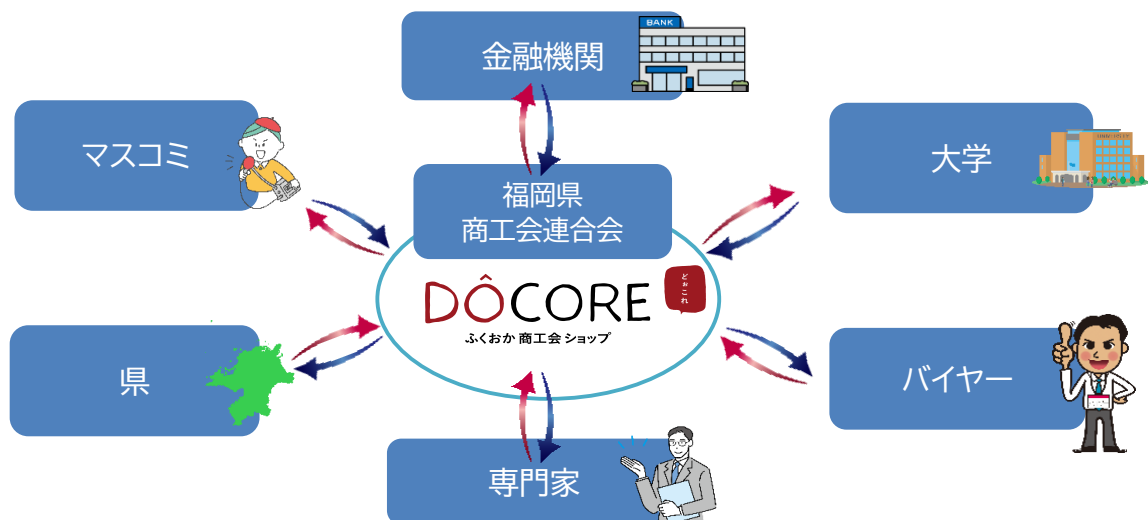 金融機関
BANK
マスコミ
大学
UNIVERSITY
福岡県
商工会連合会
DÔCORE
どぉこれ
ふくおか 商工会 ショップ
県
バイヤー
専門家